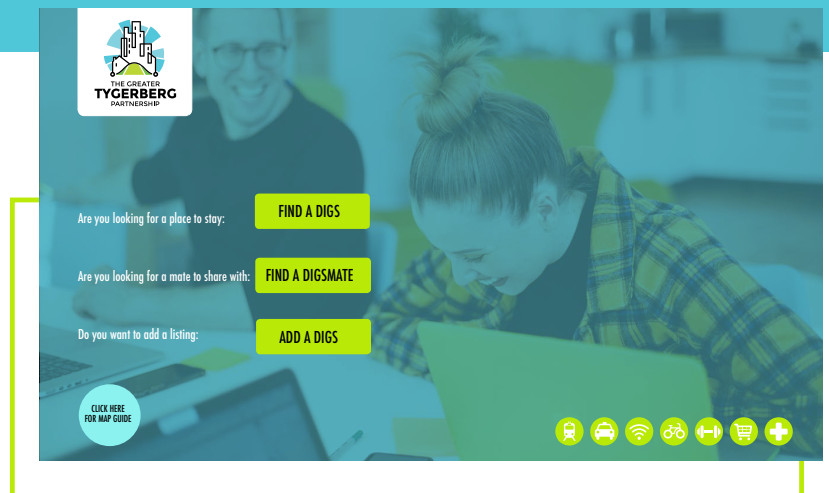 THE GREATER
TYGERBERG
PARTNERSHIP
Are you looking for a place to stay:
FIND A DIGS
Are you looking for a mate to share with:
FIND A DIGSMATE
Do you want to add a listing:
ADD A DIGS
CLICK HERE
FOR MAP GUIDE